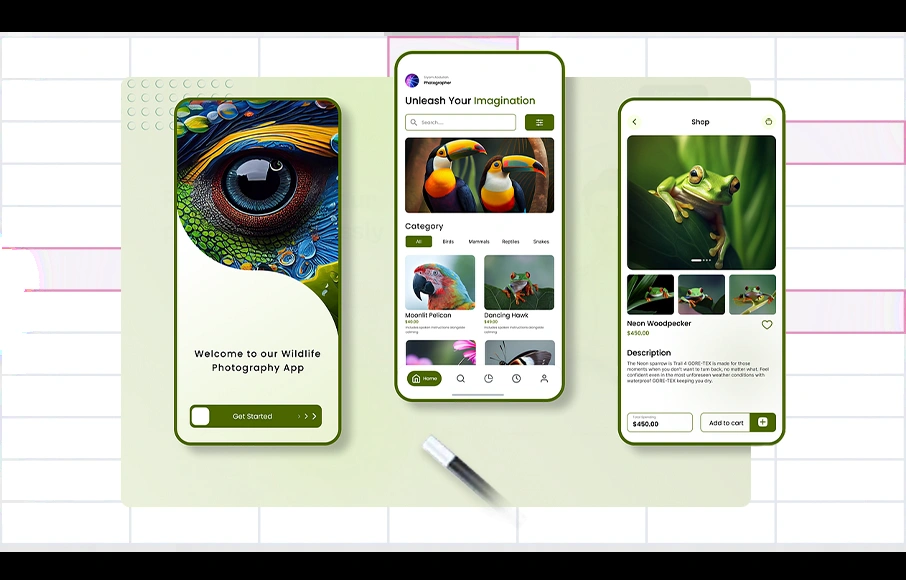 Welcome to our Wildlife
Photography App
Get Started
Photographer
Unleash Your Imagination
Search...
Category
All Birds Mammals Reptiles Snakes
Moonlit Pelican
$40.00
Includes spoken instructions alongside
calming
Dancing Hawk
$49.00
Includes spoken instructions alongside
calming
Home
Shop
Neon Woodpecker
$450.00
Description
The Neon sparrow is Trail 4 GORE-TEX is made for those
moments when you don't want to turn back, no matter what. Feel
confident even in the most unforeseen weather conditions with
waterproof GORE-TEX keeping you dry.
Total Spending
$450.00
Add to cart